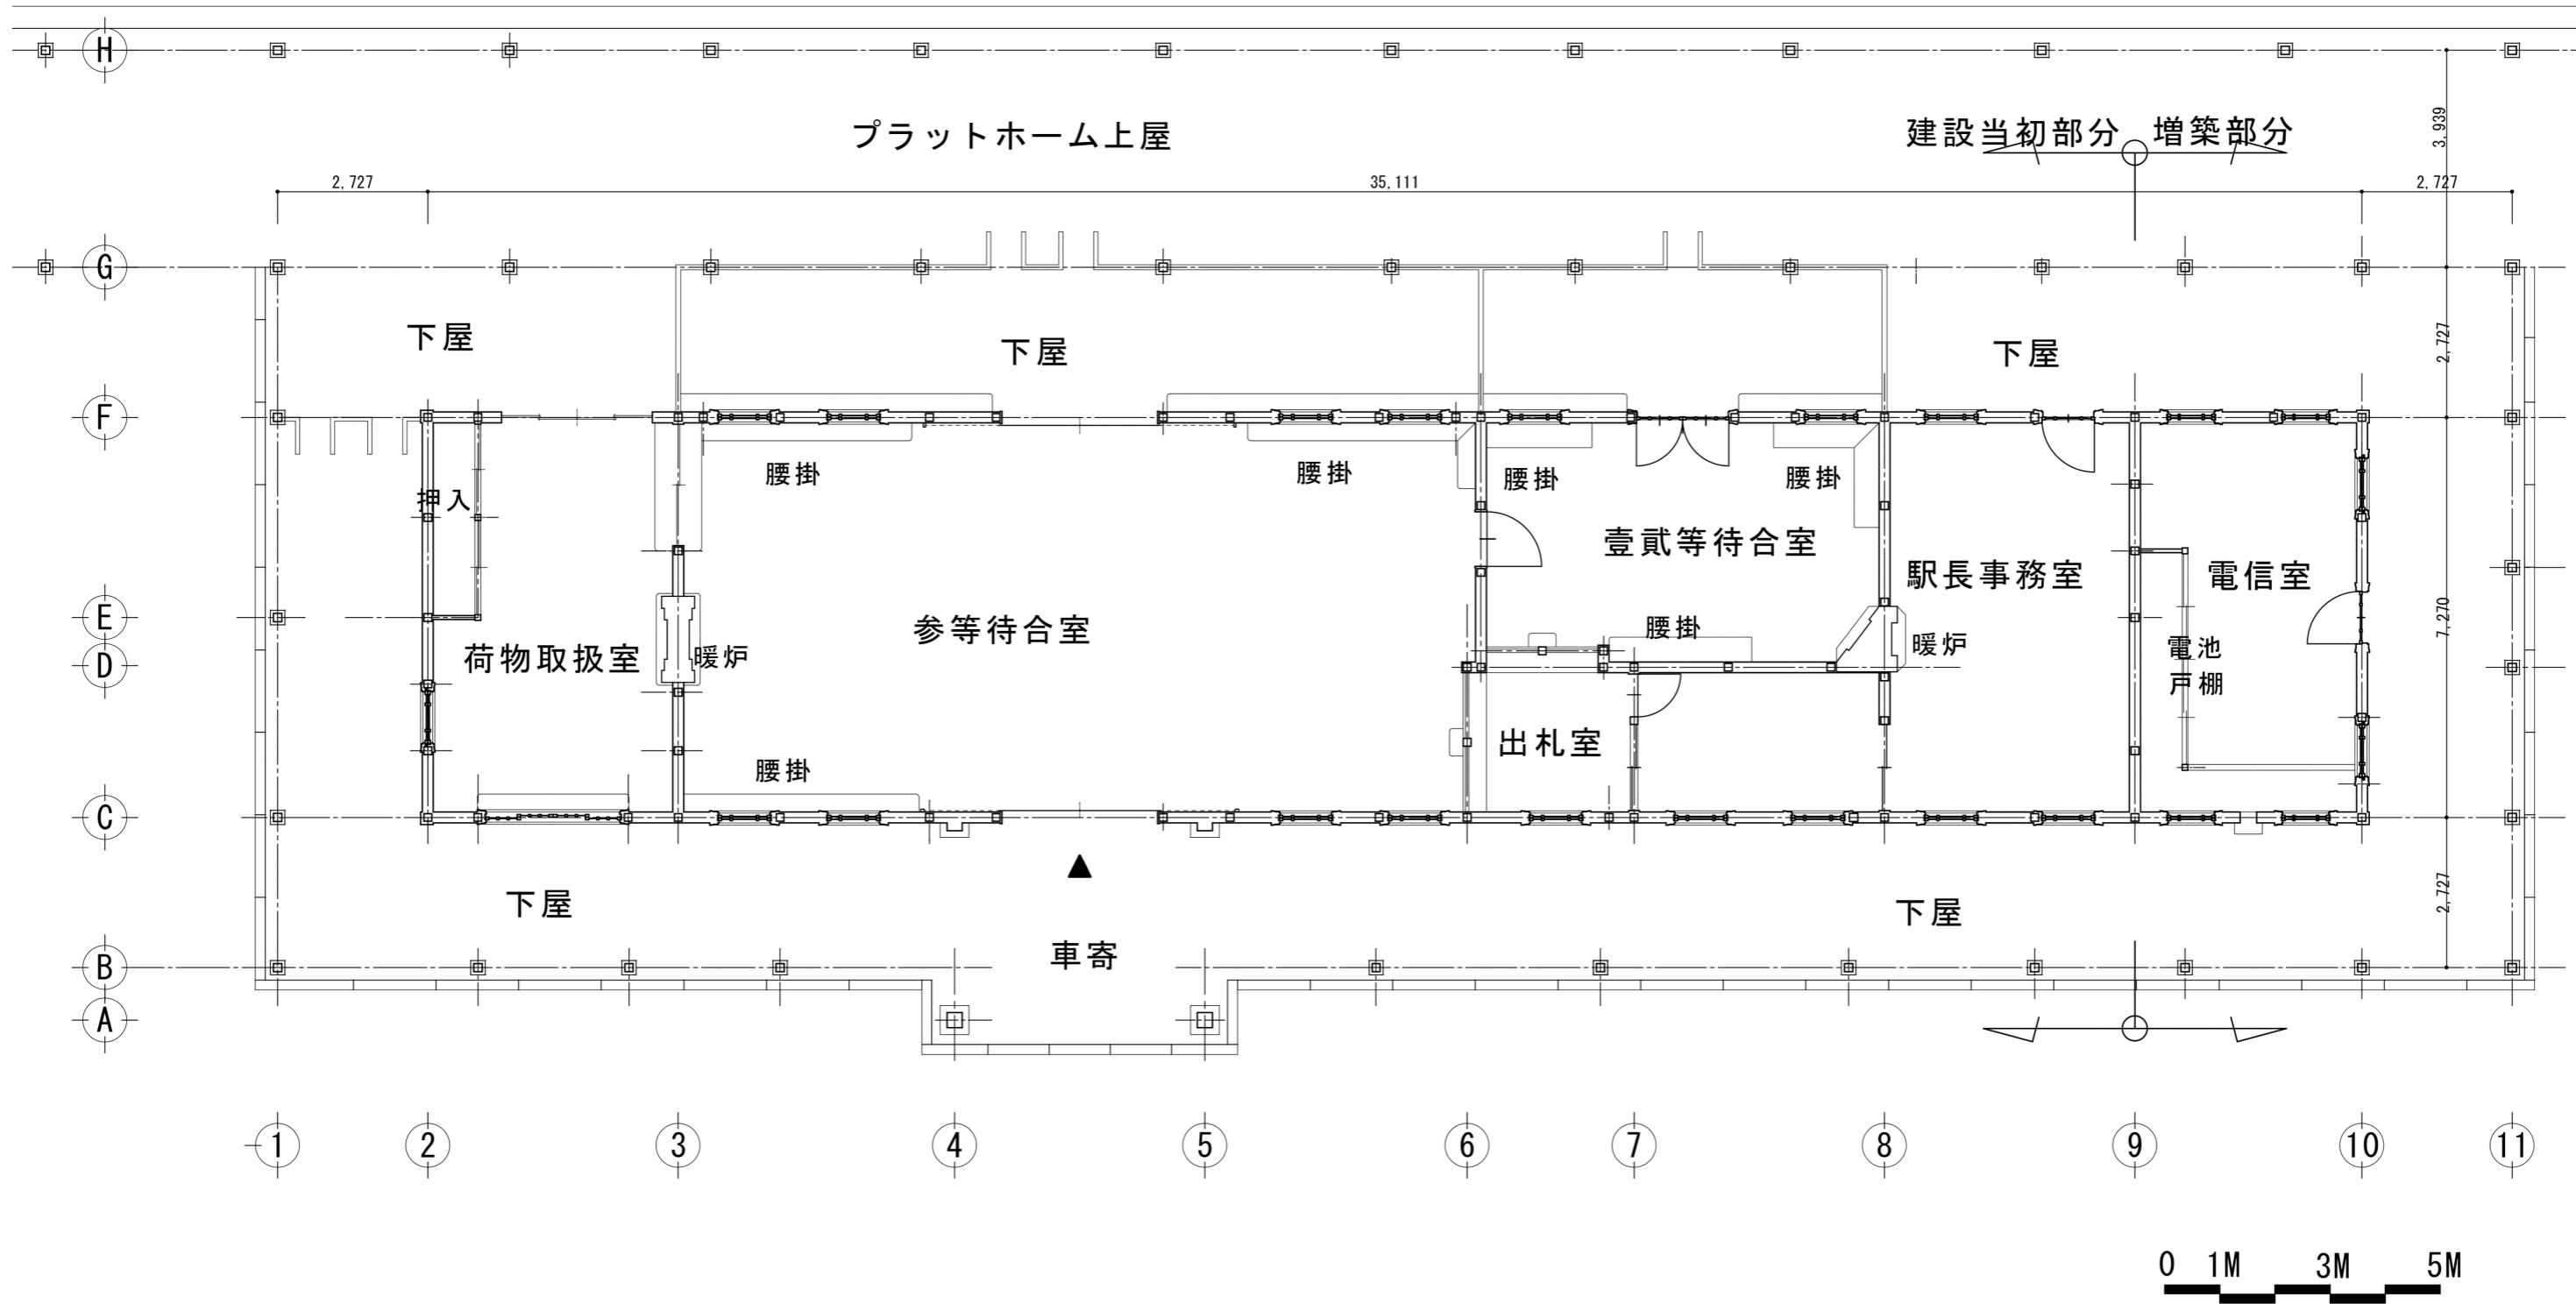 H
プラットホーム上屋
建設当初部分 増築部分
3,939
2,727
35,111
2,727
G
下屋
下屋
下屋
2,727
F
腰掛
腰掛
腰掛
腰掛
押入
壹貳等待合室
駅長事務室
電信室
E
参等待合室
腰掛
7,270
荷物取扱室
暖炉
暖炉
電池
戸棚
D
出札室
腰掛
C
下屋
下屋
2,727
車寄
B
A
1 2 3 4 5 6 7 8 9 10 11
0 1M 3M 5M